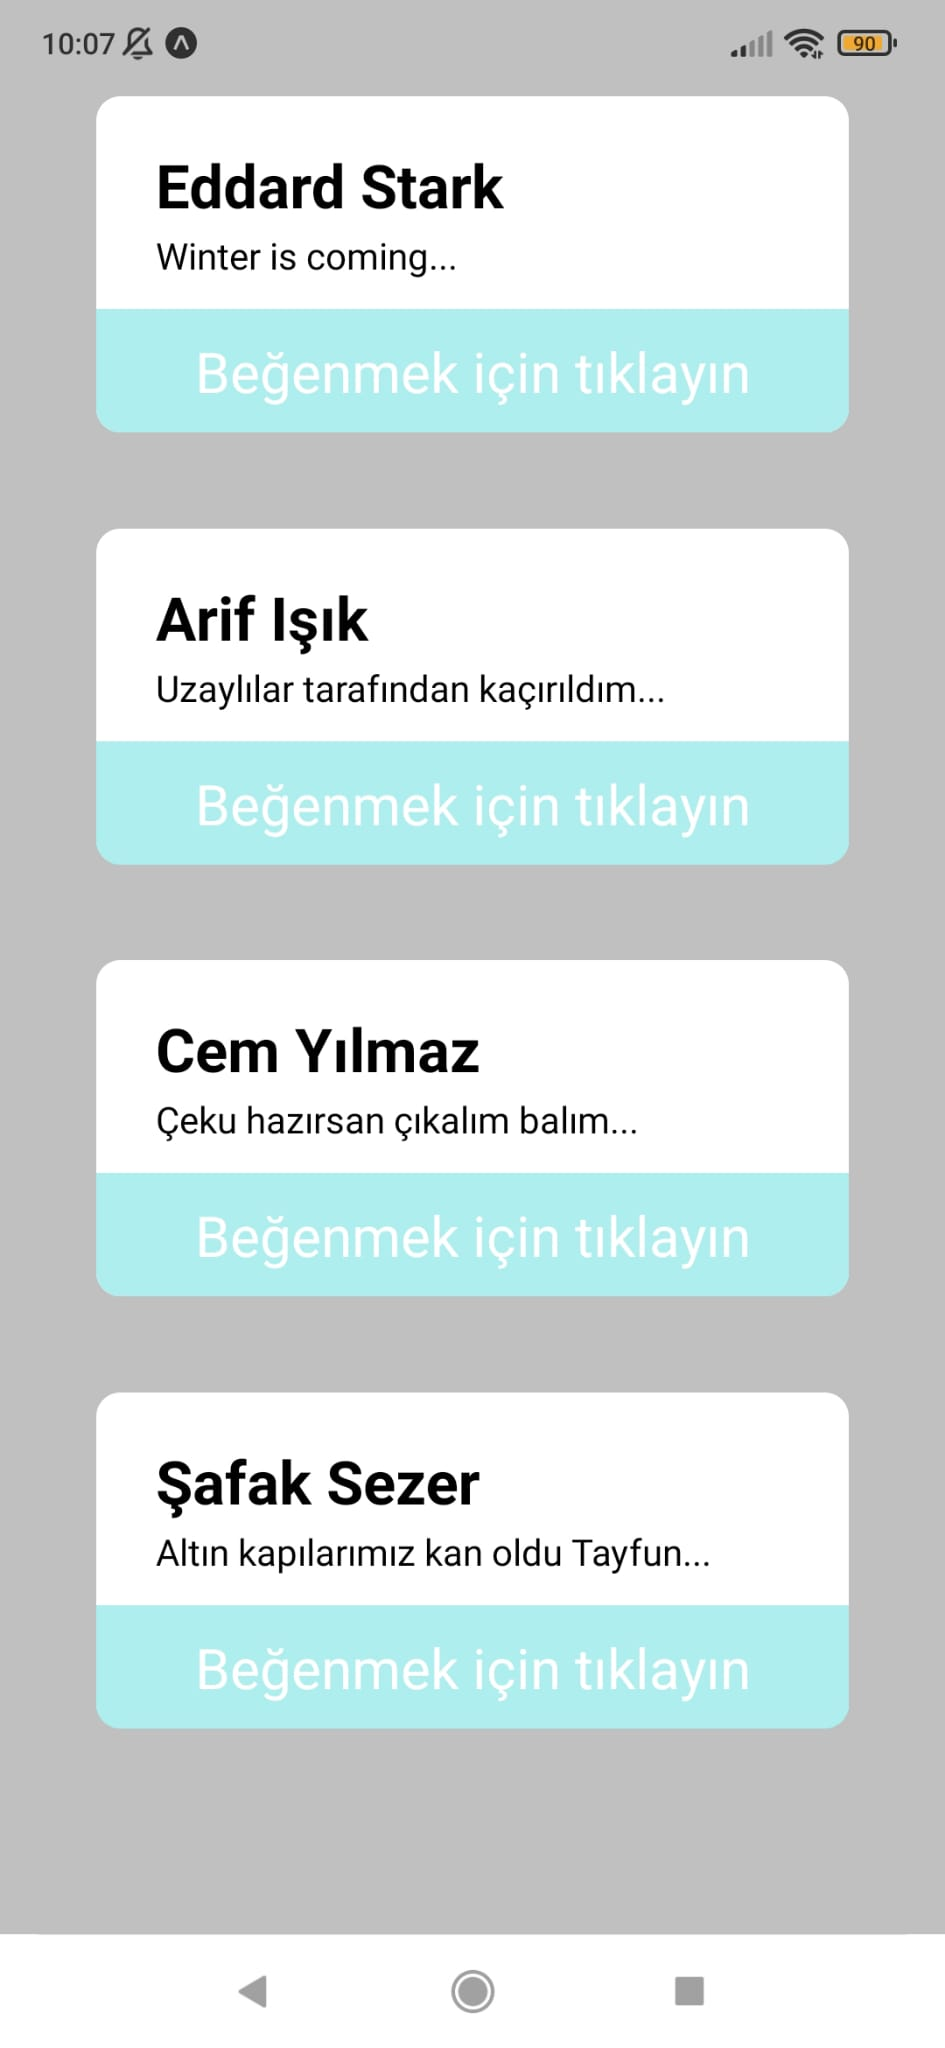 10:07
90
Eddard Stark
Winter is coming...
Beğenmek için tıklayın
Arif Işık
Uzaylılar tarafından kaçırıldım...
Beğenmek için tıklayın
Cem Yılmaz
Çeku hazırsan çıkalım balım...
Beğenmek için tıklayın
Şafak Sezer
Altın kapılarımız kan oldu Tayfun...
Beğenmek için tıklayın